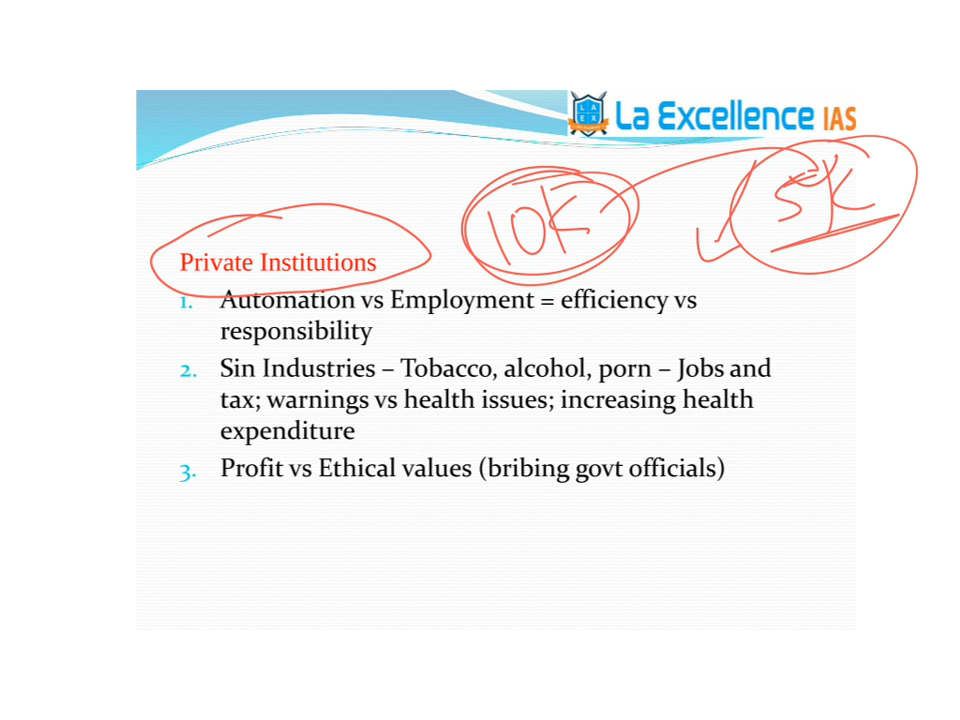 La Excellence IAS
10K
5K
Private Institutions
1. Automation vs Employment = efficiency vs
responsibility
2. Sin Industries – Tobacco, alcohol, porn – Jobs and
tax; warnings vs health issues; increasing health
expenditure
3. Profit vs Ethical values (bribing govt officials)